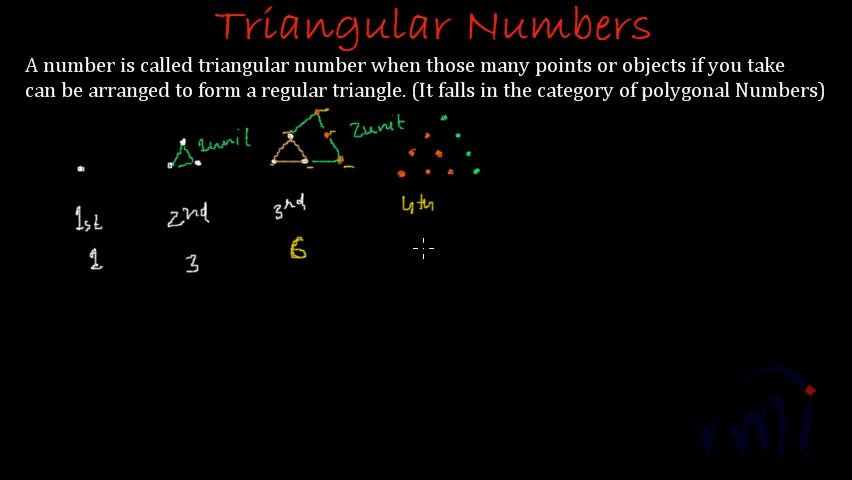 Triangular Numbers
A number is called triangular number when those many points or objects if you take
can be arranged to form a regular triangle. (It falls in the category of polygonal Numbers)
1unit 2unit
1st 2nd 3rd 4th
1 3 6
rmi